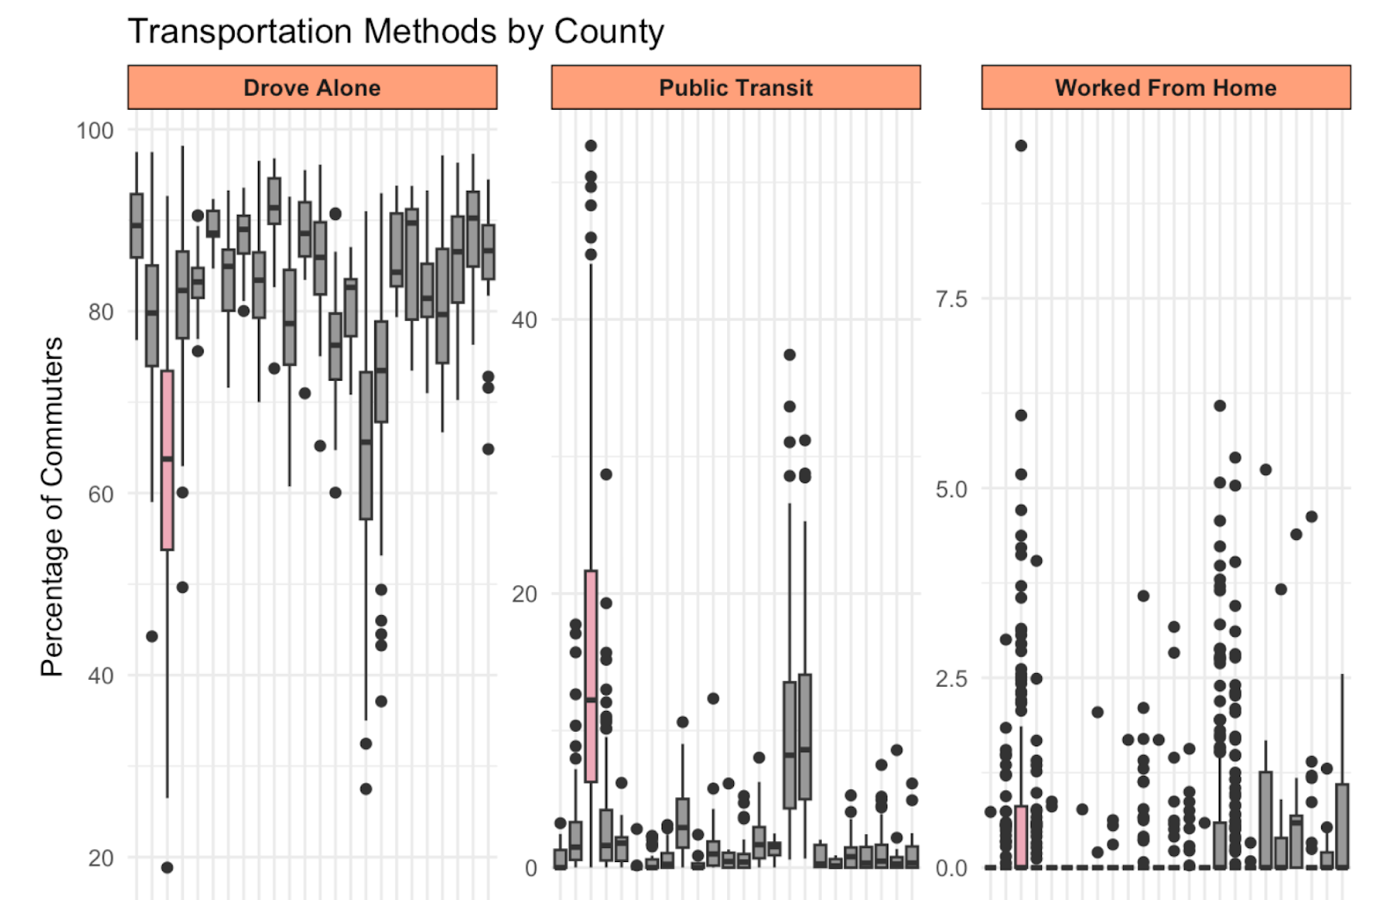 Transportation Methods by County
Drove Alone
Public Transit
Worked From Home
Percentage of Commuters
100
80
60
40
20
40
20
0
7.5
5.0
2.5
0.0